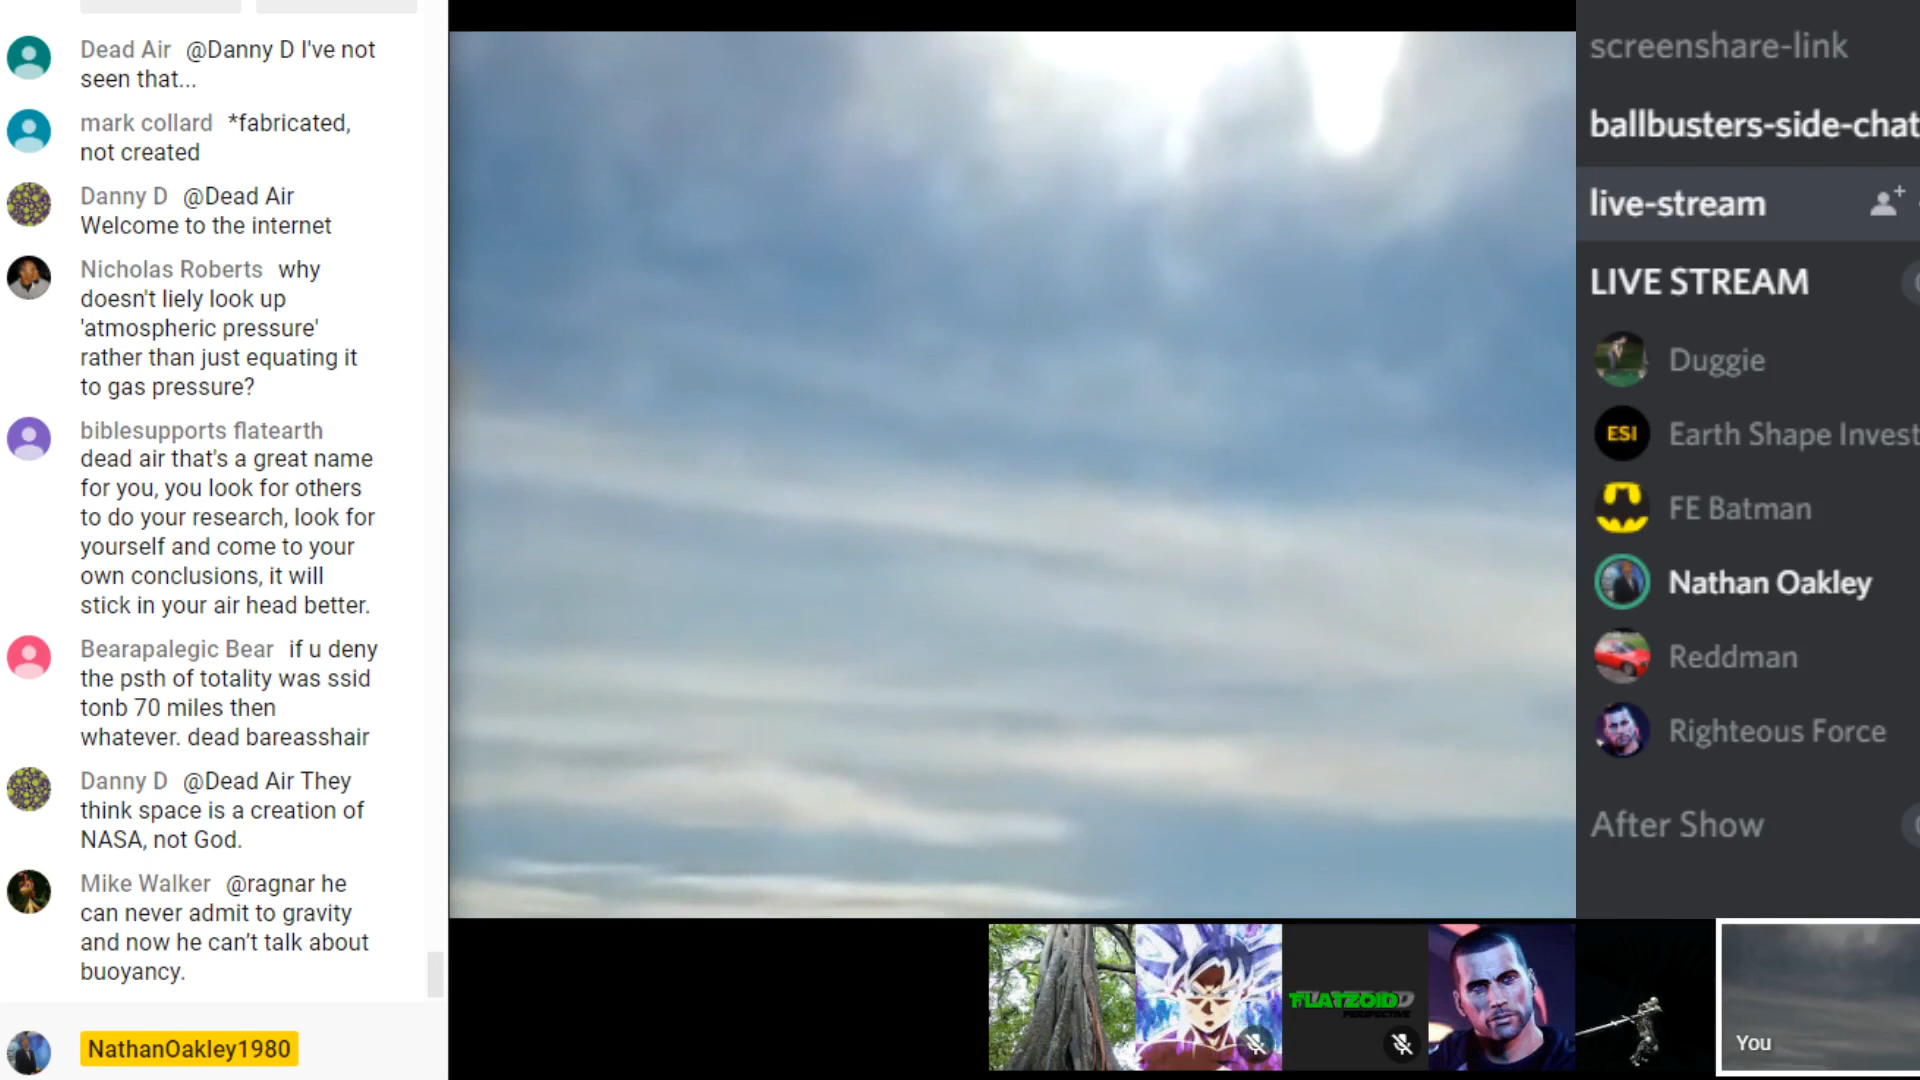 Dead Air @Danny D I've not
seen that...
mark collard *fabricated,
not created
Danny D @Dead Air
Welcome to the internet
Nicholas Roberts why
doesn't liely look up
'atmospheric pressure'
rather than just equating it
to gas pressure?
biblesupports flatearth
dead air that's a great name
for you, you look for others
to do your research, look for
yourself and come to your
own conclusions, it will
stick in your air head better.
Bearapalegic Bear if u deny
the psth of totality was ssid
tonb 70 miles then
whatever. dead bareasshair
Danny D @Dead Air They
think space is a creation of
NASA, not God.
Mike Walker @ragnar he
can never admit to gravity
and now he can't talk about
buoyancy.
NathanOakley1980
screenshare-link
ballbusters-side-chat
live-stream
LIVE STREAM
Duggie
ESI Earth Shape Invest
FE Batman
Nathan Oakley
Reddman
Righteous Force
After Show
FLATZOIDD
PERSPECTIVE
You